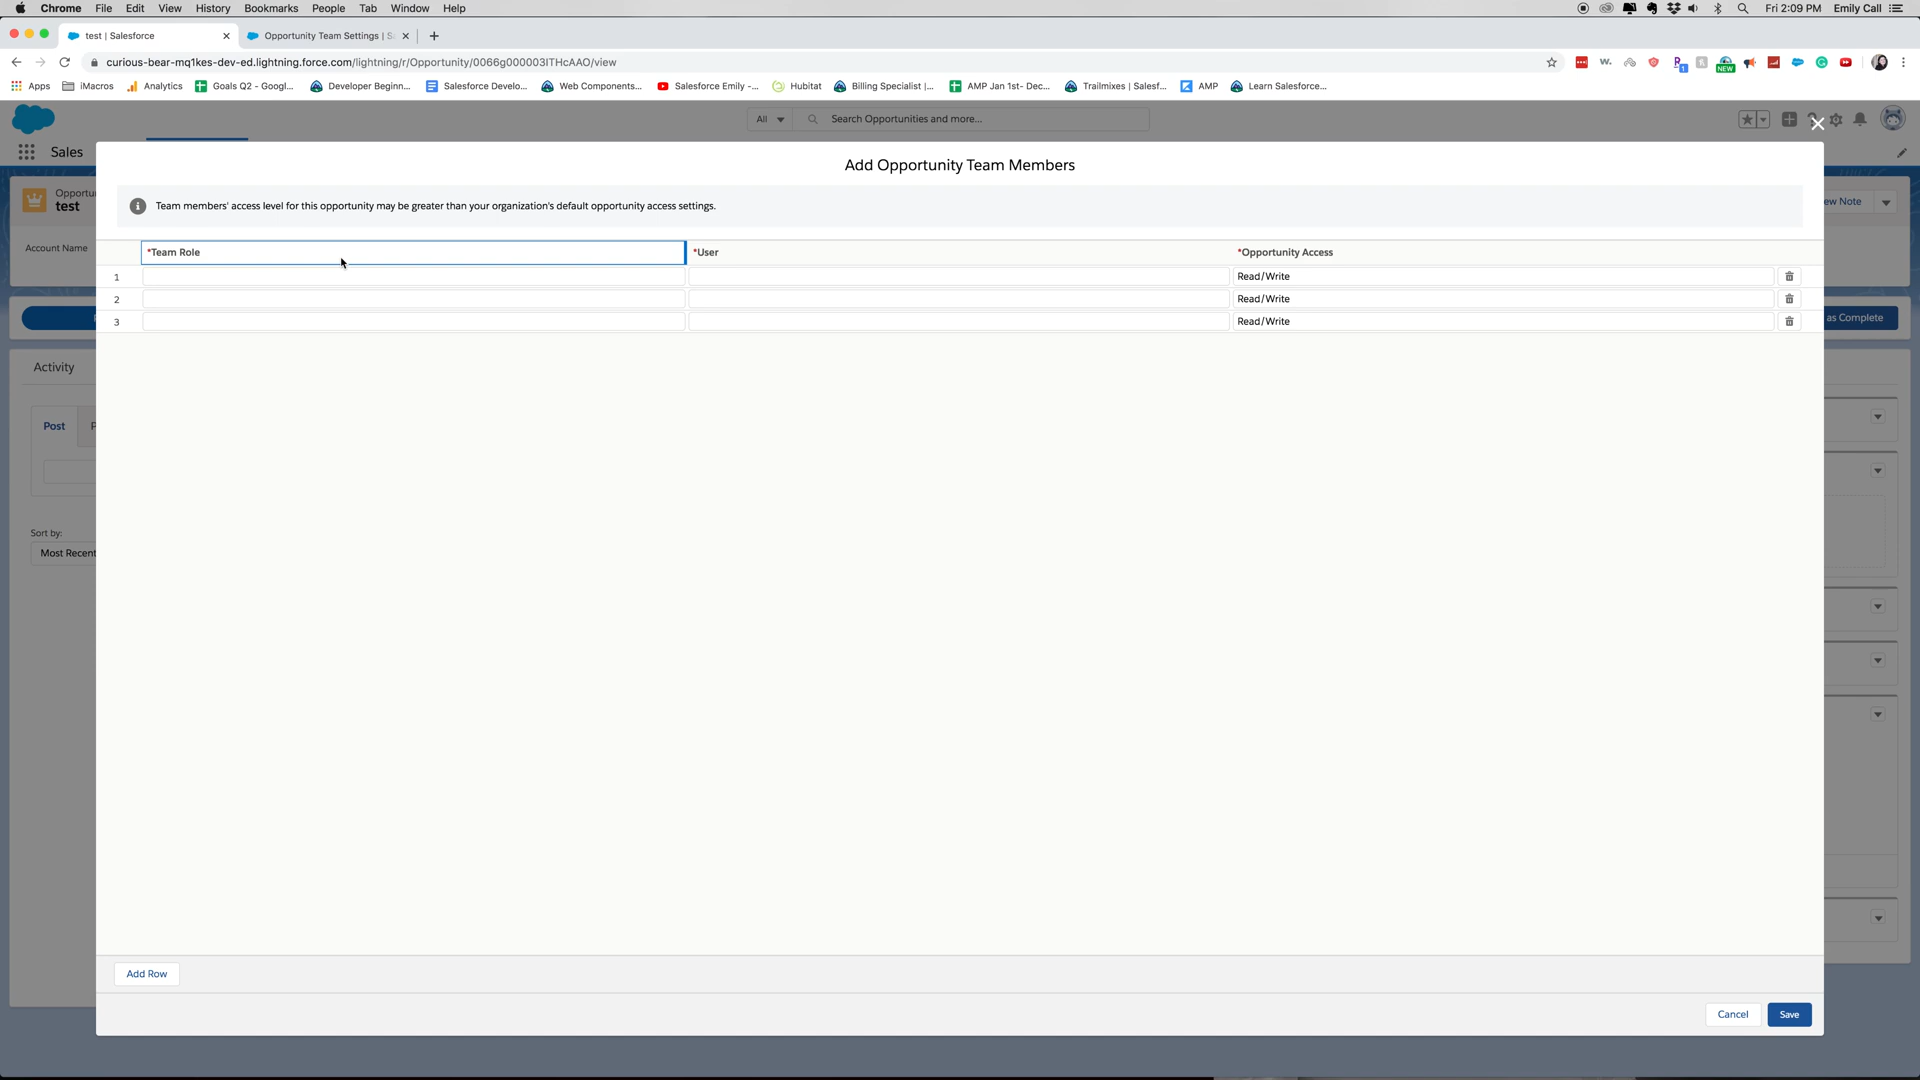 Chrome File Edit View History Bookmarks People Tab Window Help Fri 2:09 PM Emily Call
test | Salesforce Opportunity Team Settings | S
curious-bear-mq1kes-dev-ed.lightning.force.com/lightning/r/Opportunity/0066g000003ITHcAAO/view
Apps iMacros Analytics Goals Q2 - Googl... Developer Beginn... Salesforce Develo... Web Components... Salesforce Emily -... Hubitat Billing Specialist |... AMP Jan 1st- Dec... Trailmixes | Salesf... AMP Learn Salesforce...
All Search Opportunities and more...
Sales
Add Opportunity Team Members
Opportu
test
Team members' access level for this opportunity may be greater than your organization's default opportunity access settings.
ew Note
Account Name
*Team Role *User *Opportunity Access
1 Read/Write
2 Read/Write
3 Read/Write
as Complete
Activity
Post P
Sort by:
Most Recent
Add Row
Cancel Save